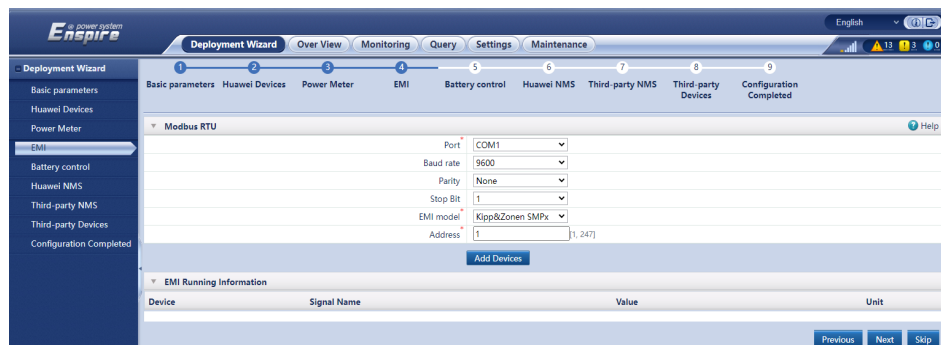 Enspire
@ power system
English
Deployment Wizard Over View Monitoring Query Settings Maintenance
13 3 0
Deployment Wizard
Basic parameters
Huawei Devices
Power Meter
EMI
Battery control
Huawei NMS
Third-party NMS
Third-party Devices
Configuration Completed
1 2 3 4 5 6 7 8 9
Basic parameters Huawei Devices Power Meter EMI Battery control Huawei NMS Third-party NMS Third-party Devices Configuration Completed
Modbus RTU
? Help
Port * COM1
Baud rate 9600
Parity None
Stop Bit 1
EMI model * Kipp&Zonen SMPx
Address * 1 [1, 247]
Add Devices
EMI Running Information
Device Signal Name Value Unit
Previous Next Skip